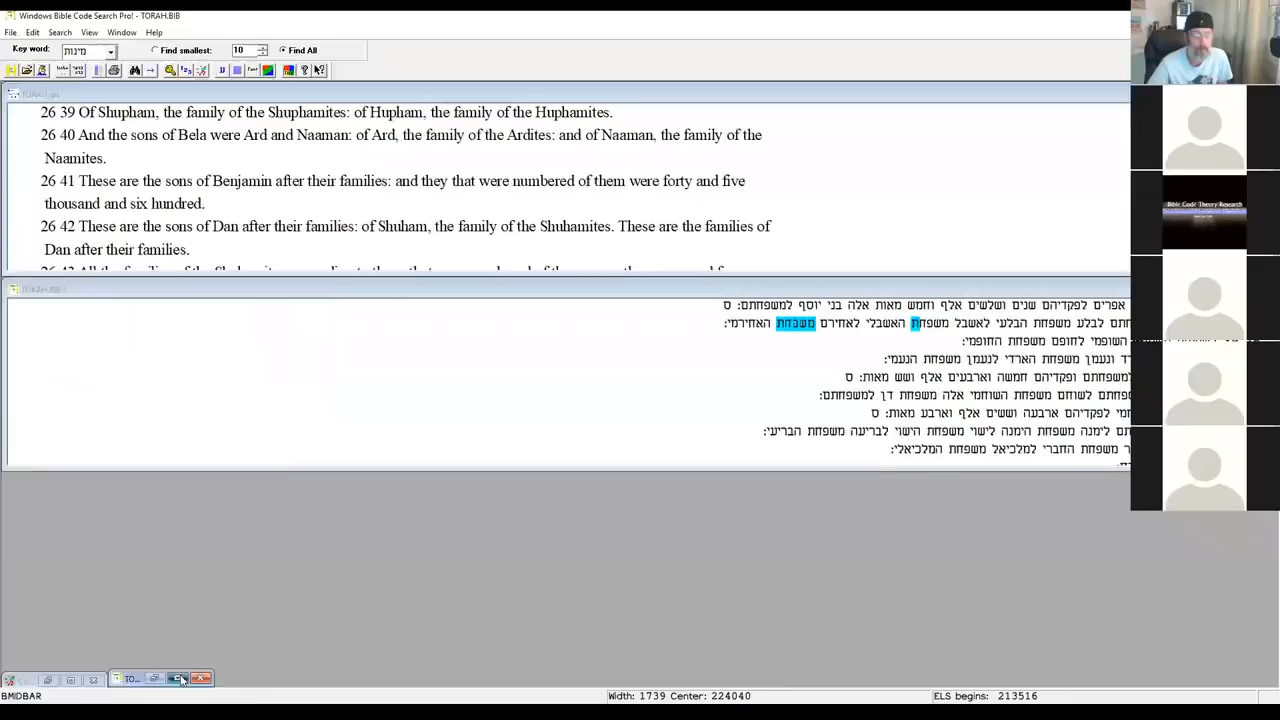 Windows Bible Code Search Pro! - TORAH.BIB
File Edit Search View Window Help
Key word: מינות Find smallest: 10 Find All
26 39 Of Shupham, the family of the Shuphamites: of Hupham, the family of the Huphamites.
26 40 And the sons of Bela were Ard and Naaman: of Ard, the family of the Ardites: and of Naaman, the family of the
Naamites.
26 41 These are the sons of Benjamin after their families: and they that were numbered of them were forty and five
thousand and six hundred.
26 42 These are the sons of Dan after their families: of Shuham, the family of the Shuhamites. These are the families of
Dan after their families.
אפרים לפקדיהם שנים ושלשים אלף וחמש מאות אלה בני יוסף למשפחתם: ס
לבלע משפחת הבלעי לאשבל משפחת האשבלי לאחירם משפחת האחירמי:
השופמי לחופם משפחת החופמי:
ונעמן משפחת הארדי לנעמן משפחת הנעמי:
למשפחתם ופקדיהם חמשה וארבעים אלף ושש מאות: ס
לשוחם משפחת השוחמי אלה משפחת דן למשפחתם:
לפקדיהם ארבעה וששים אלף וארבע מאות: ס
לימנה משפחת הימנה לישוי משפחת הישוי לבריעה משפחת הבריעי:
משפחת החברי למלכיאל משפחת המלכיאלי:
Bible Code Theory Research
TO...
BMIDBAR Width: 1739 Center: 224040 ELS begins: 213516